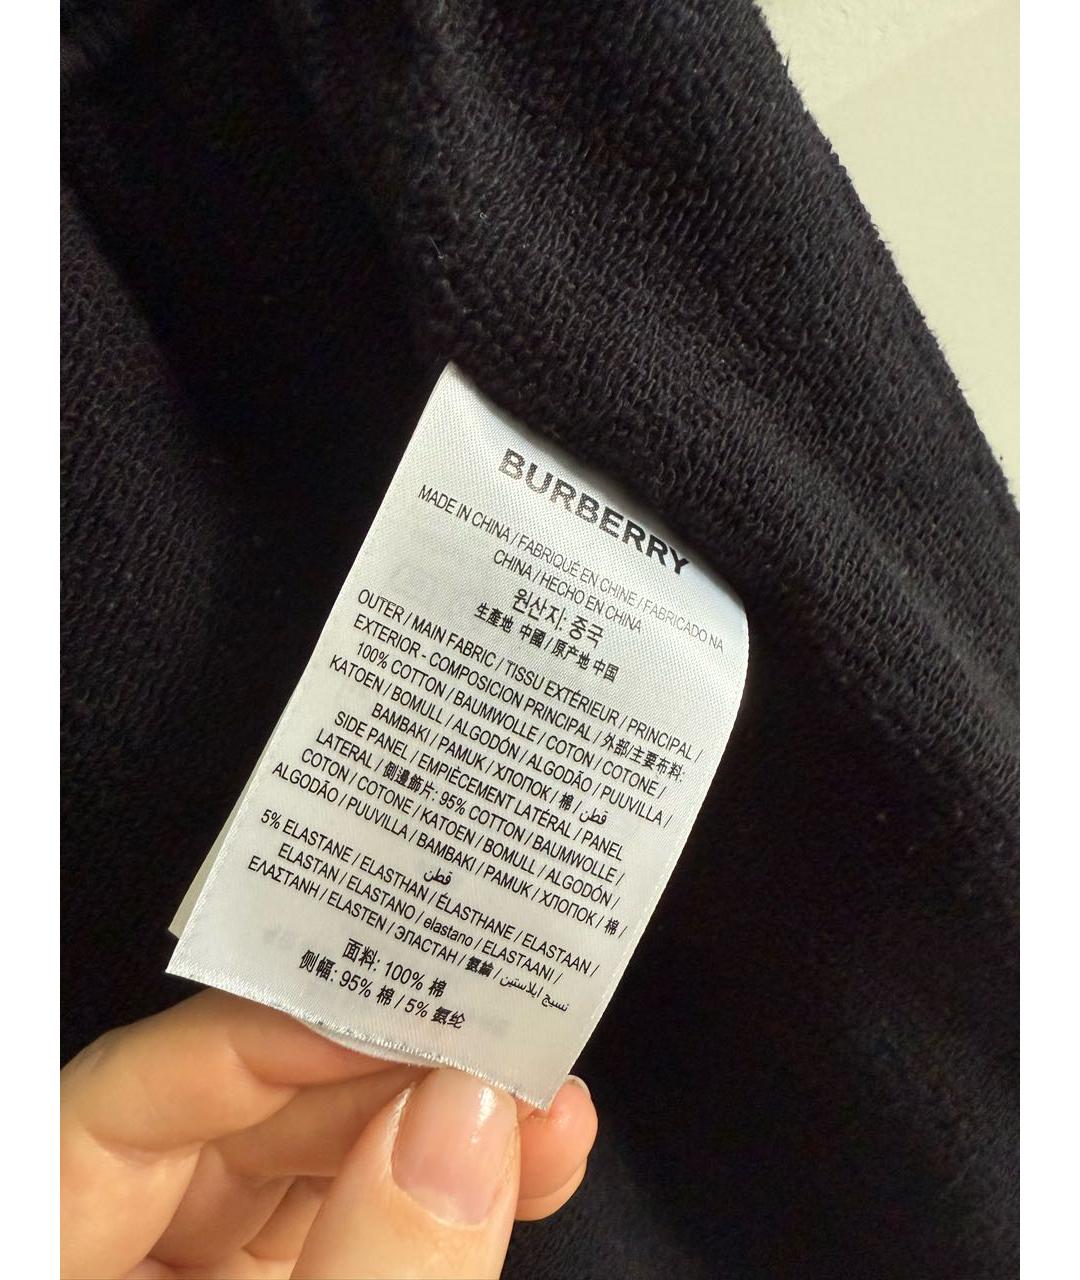 BURBERRY
MADE IN CHINA / FABRIQUÉ EN CHINE / FABRICADO NA
CHINA / HECHO EN CHINA
원산지: 중국
生產地 中國 / 原产地 中国
OUTER / MAIN FABRIC / TISSU EXTÉRIEUR / PRINCIPAL /
EXTERIOR - COMPOSICION PRINCIPAL / 外部/主要布料:
100% COTTON / BAUMWOLLE / COTON / COTONE /
KATOEN / BOMULL / ALGODÓN / ALGODÃO / PUUVILLA /
BAMBAKI / PAMUK / ХЛОПОК / 棉 / قطن
SIDE PANEL / EMPIÈCEMENT LATÉRAL / PANEL
LATERAL / 側邊飾片: 95% COTTON / BAUMWOLLE /
COTON / COTONE / KATOEN / BOMULL / ALGODÓN /
ALGODÃO / PUUVILLA / BAMBAKI / PAMUK / ХЛОПОК / 棉 /
قطن
5% ELASTANE / ELASTHAN / ÉLASTHANE / ELASTAAN /
ELASTAN / ELASTANO / elastano / ELASTAANI /
ΕΛΑΣΤΑΝΗ / ELASTEN / ЭЛАСТАН / 氨綸 / نسيج ايلاستين
面料: 100% 棉
侧幅: 95% 棉 / 5% 氨纶